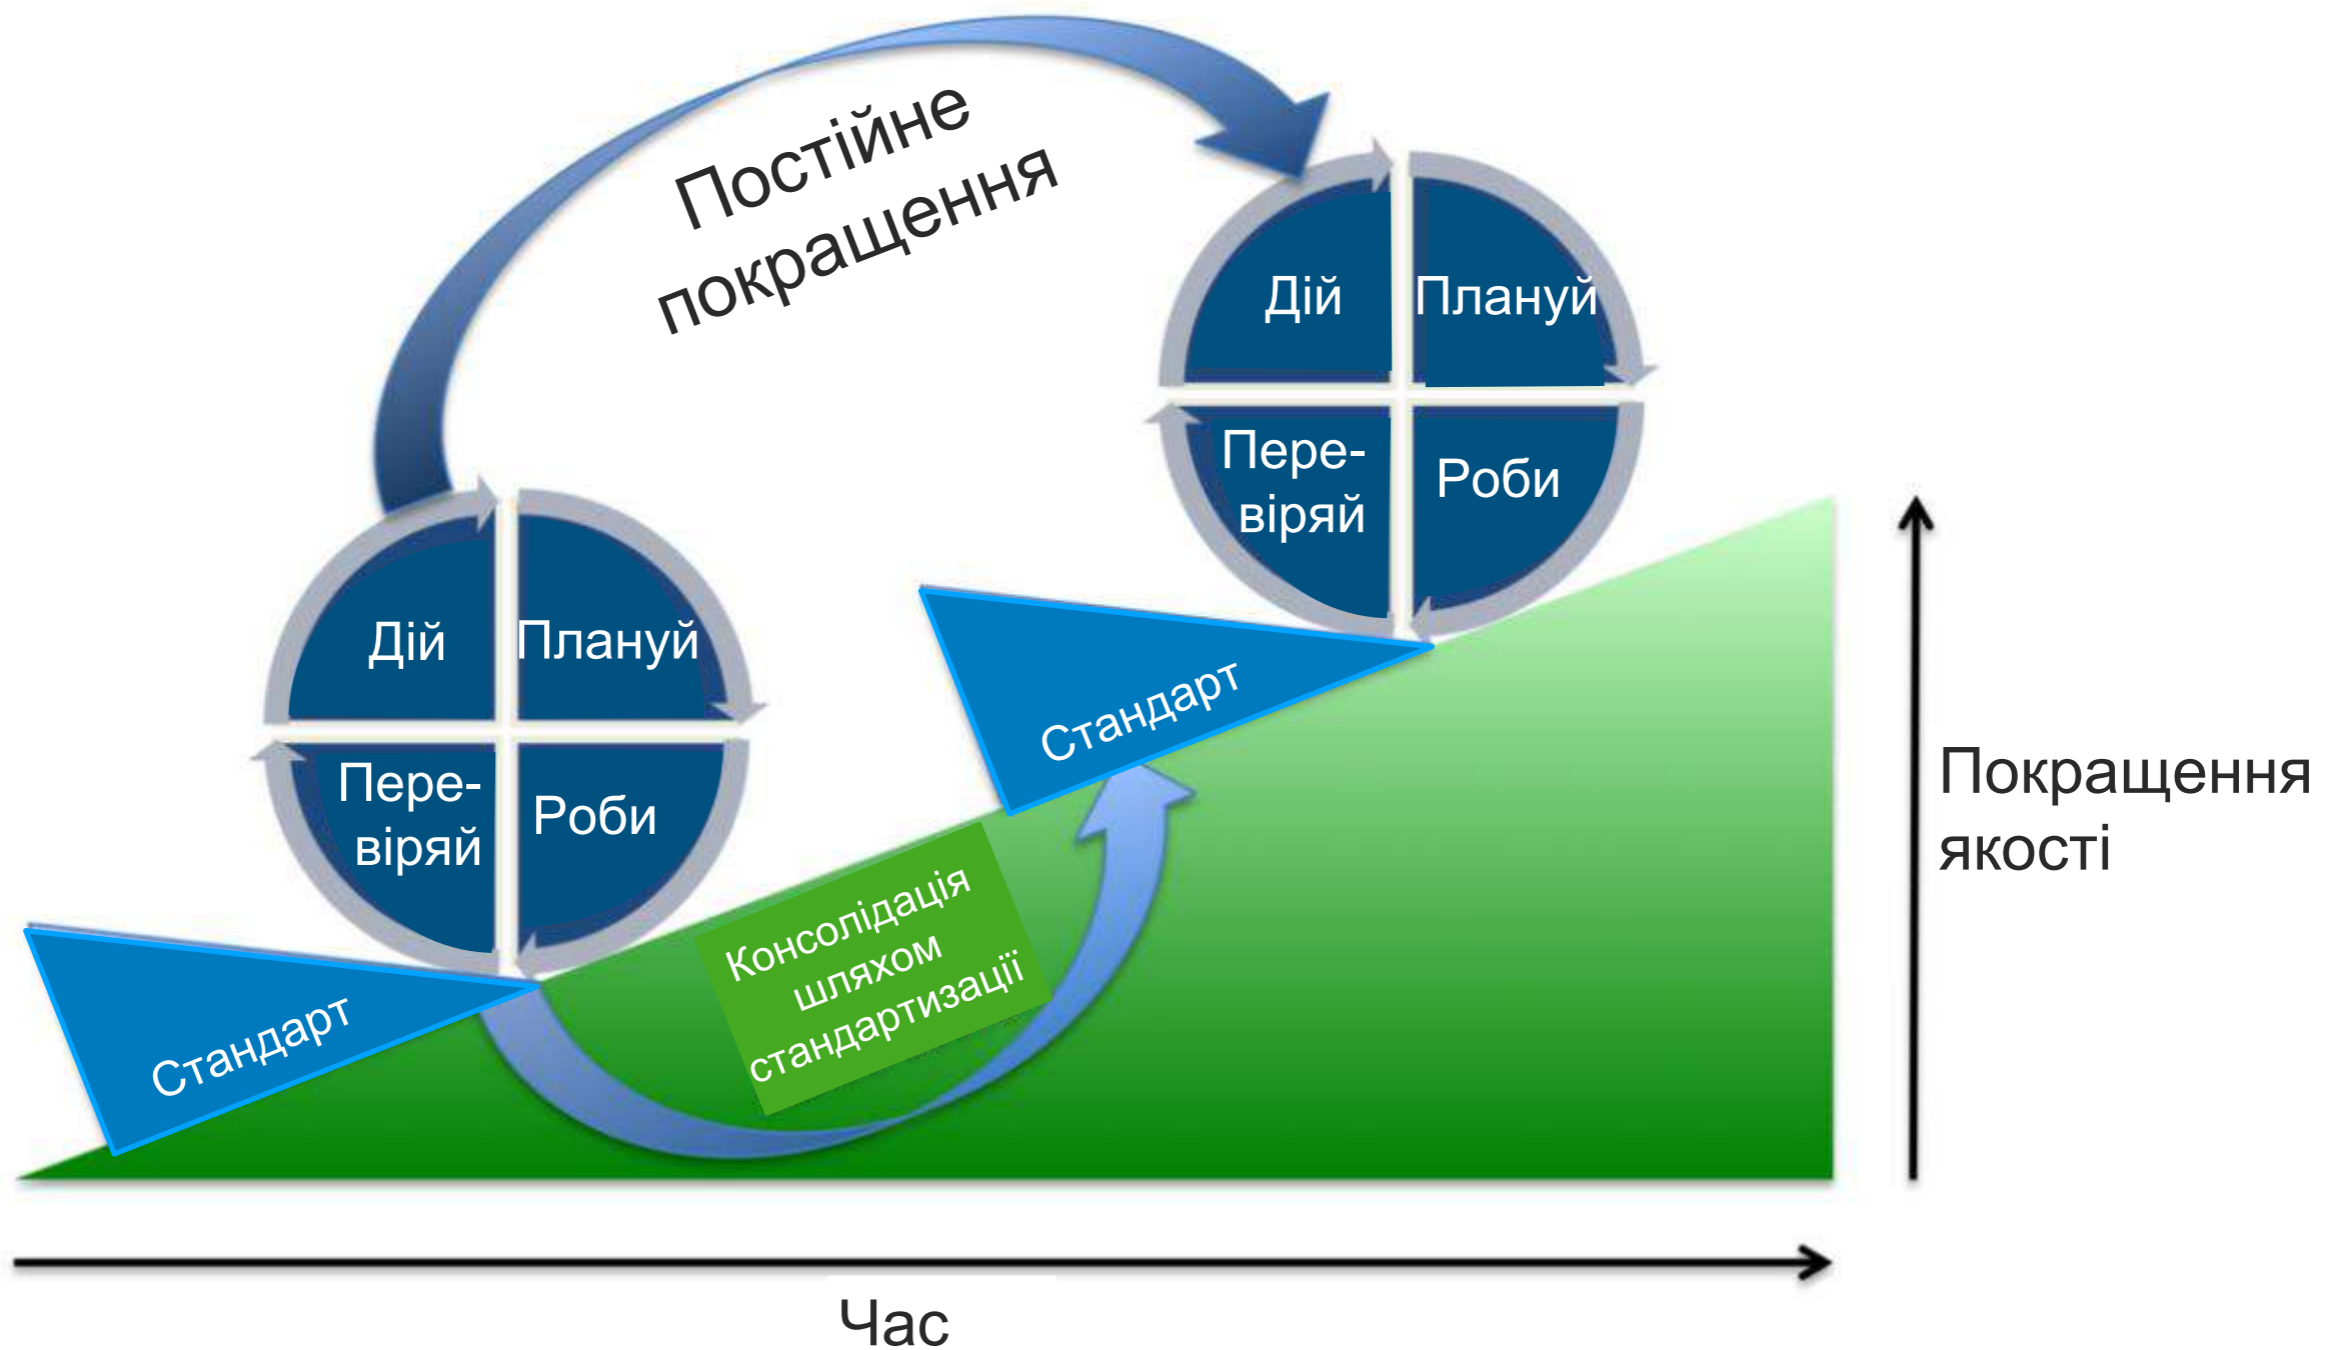 Постійне
покращення
Дій
Плануй
Пере-
віряй
Роби
Дій
Плануй
Пере-
віряй
Роби
Стандарт
Стандарт
Консолідація
шляхом
стандартизації
Покращення
якості
Час